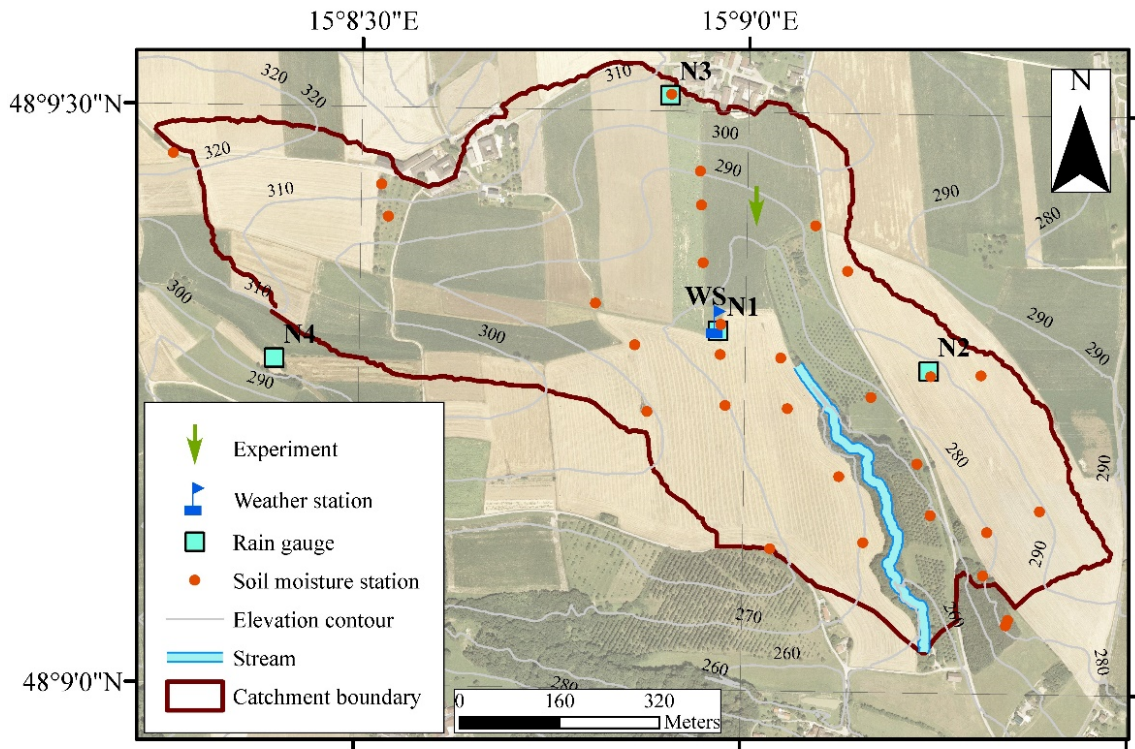 15°8'30"E
15°9'0"E
48°9'30"N
48°9'0"N
N
320
320
310
N3
300
320
290
310
290
280
310
300
WS
N1
N4
300
290
N2
290
290
290
280
290
290
270
260
260
260
280
280
Experiment
Weather station
Rain gauge
Soil moisture station
Elevation contour
Stream
Catchment boundary
0
160
320
Meters